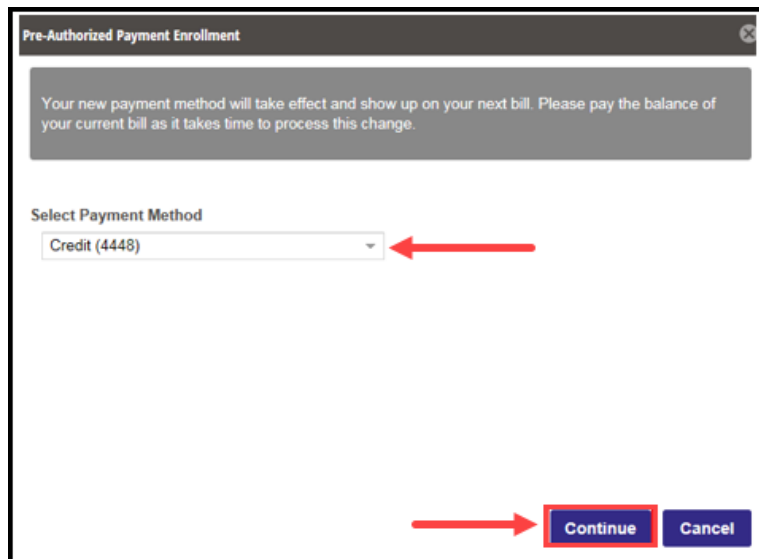 Pre-Authorized Payment Enrollment
Your new payment method will take effect and show up on your next bill. Please pay the balance of
your current bill as it takes time to process this change.
Select Payment Method
Credit (4448)
Continue
Cancel